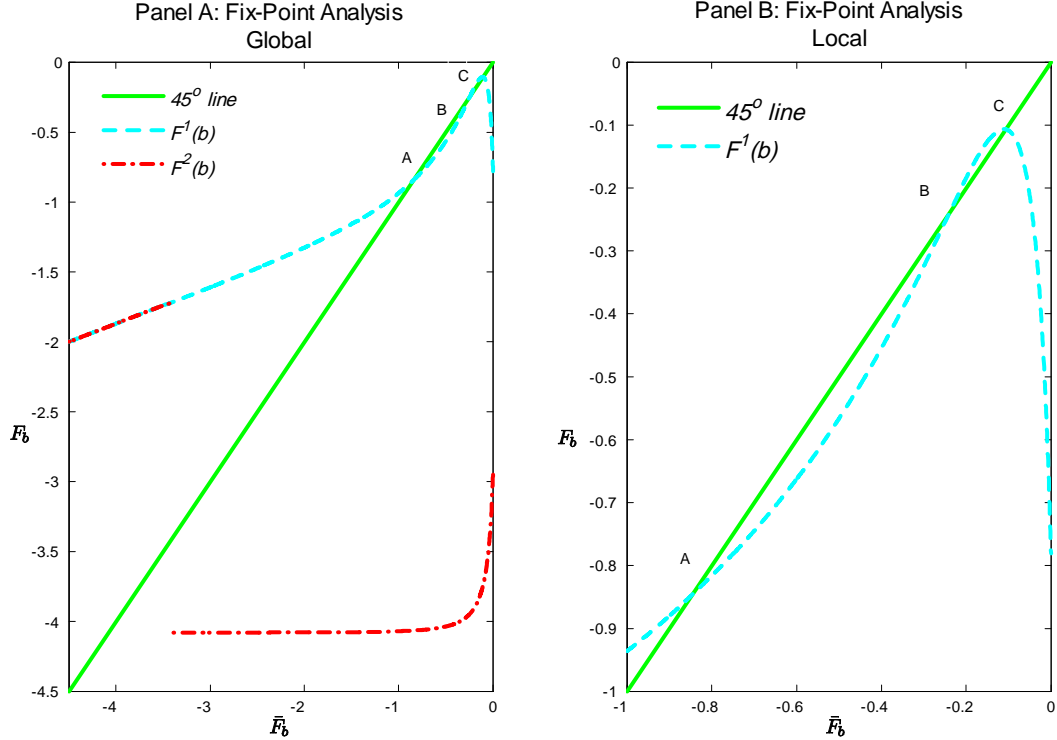 Panel A: Fix-Point Analysis
Global
0
-0.5
-1
-1.5
-2
-2.5
-3
-3.5
-4
-4.5
F_b
45° line
F¹(b)
F²(b)
A
B
C
-4
-3
-2
-1
0
F̄_b
Panel B: Fix-Point Analysis
Local
0
-0.1
-0.2
-0.3
-0.4
-0.5
-0.6
-0.7
-0.8
-0.9
-1
F_b
45° line
F¹(b)
C
B
A
-1
-0.8
-0.6
-0.4
-0.2
0
F̄_b